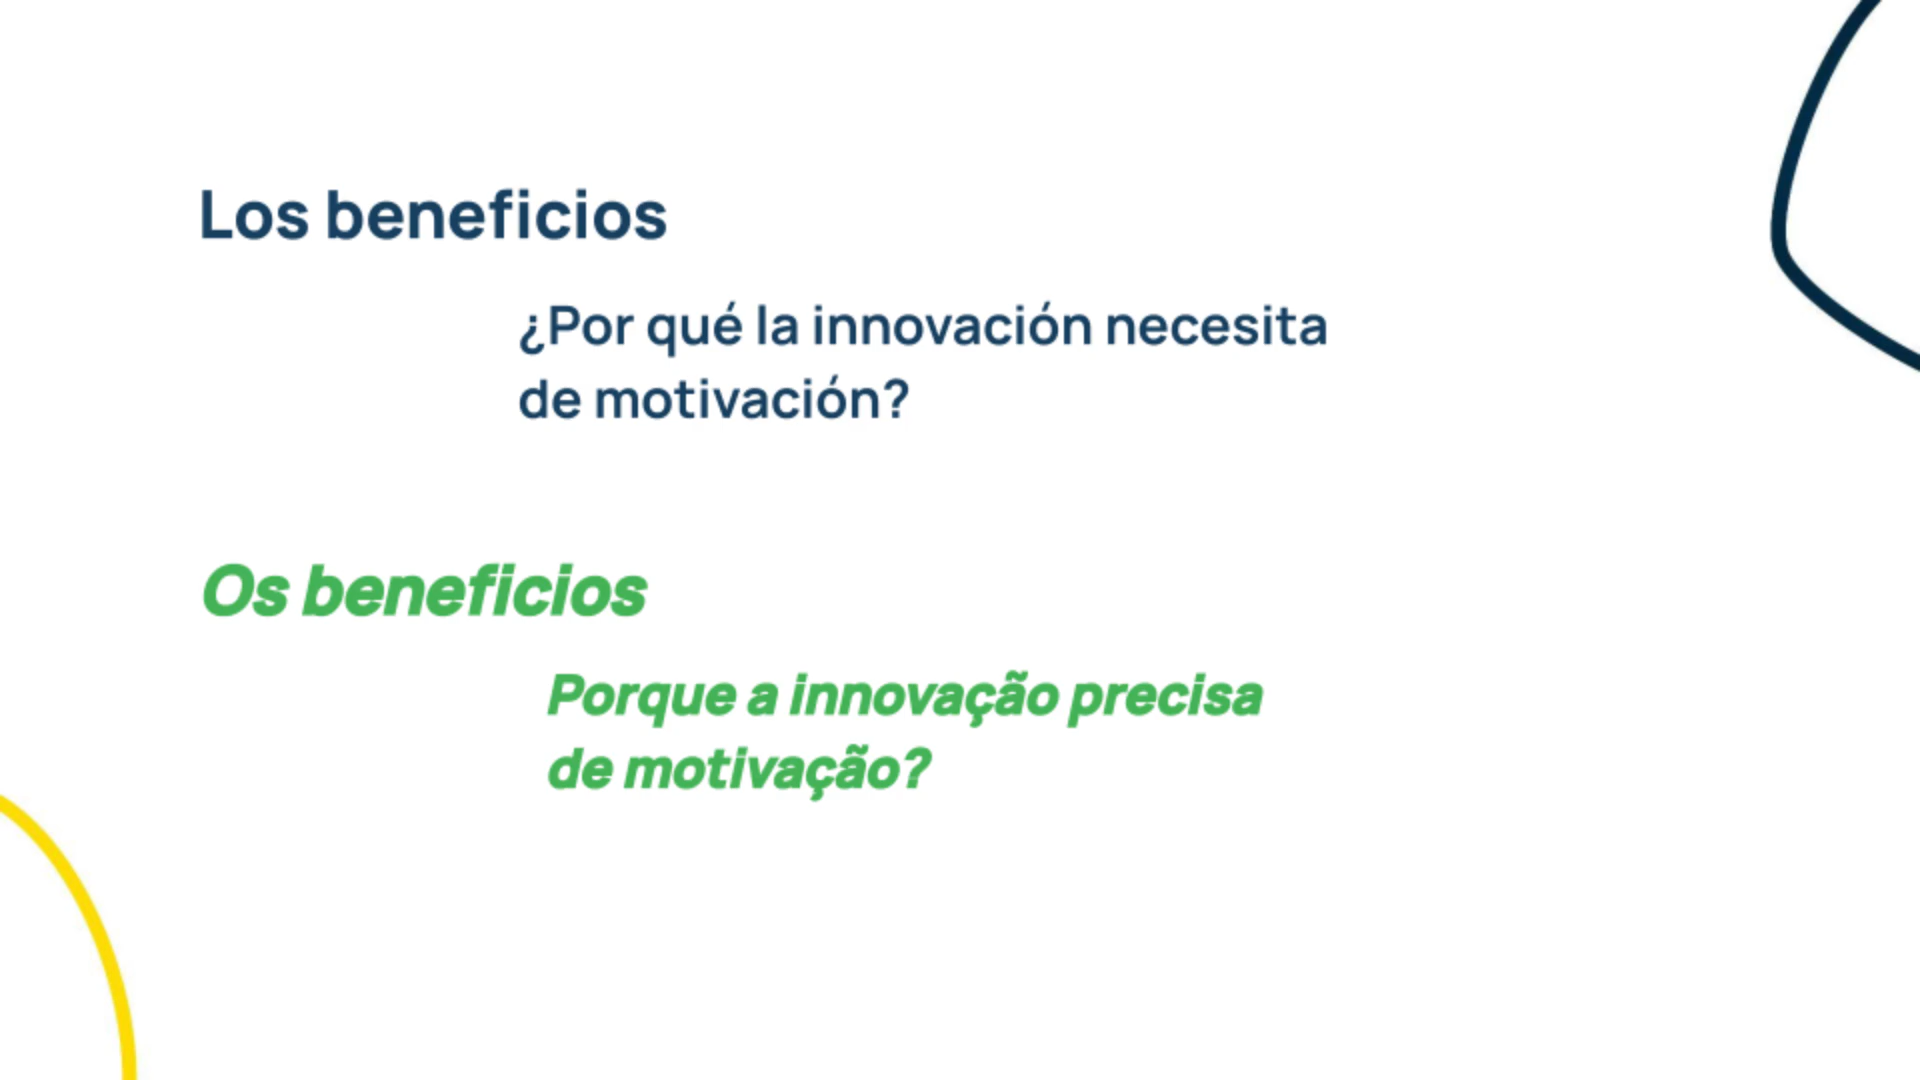 Los beneficios
¿Por qué la innovación necesita
de motivación?
Os beneficios
Porque a innovação precisa
de motivação?